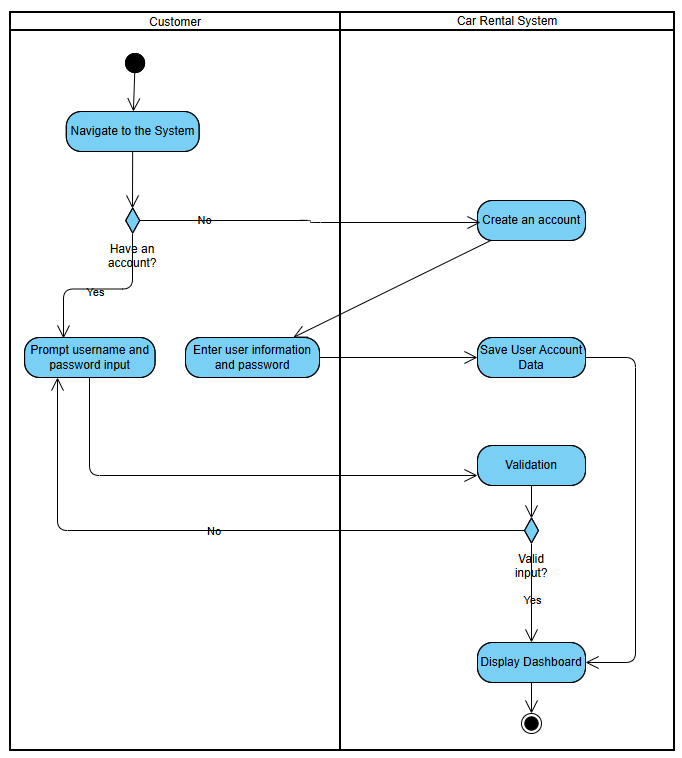 Customer
Car Rental System
Navigate to the System
No
Create an account
Have an
account?
Yes
Prompt username and
password input
Enter user information
and password
Save User Account
Data
Validation
No
Valid
input?
Yes
Display Dashboard